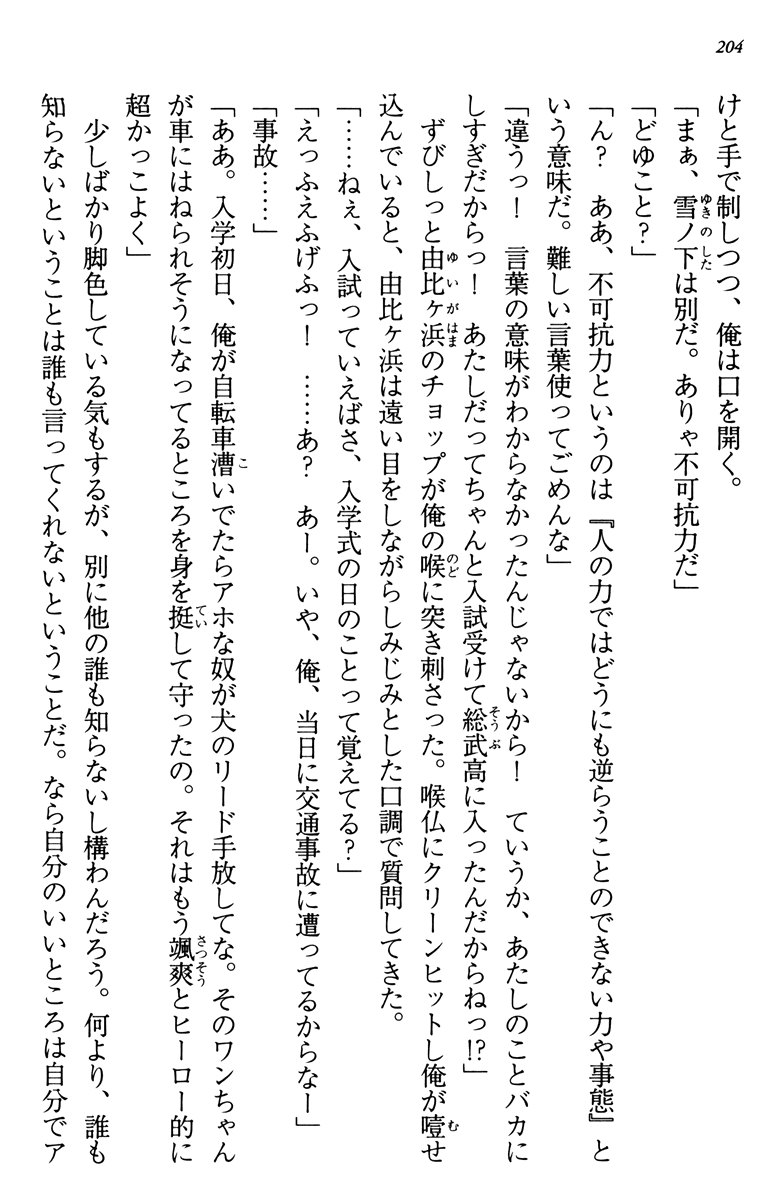 204
けと手で制しつつ、俺は口を開く。
「まぁ、雪ノ下は別だ。ありゃ不可抗力だ」
「どゆこと？」
「ん？　ああ、不可抗力というのは『人の力ではどうにも逆らうことのできない力や事態』と
いう意味だ。難しい言葉使ってごめんな」
「違うっ！　言葉の意味がわからなかったんじゃないから！　ていうか、あたしのことバカに
しすぎだからっ！　あたしだってちゃんと入試受けて総武高に入ったんだからねっ!?」
　ずびしっと由比ヶ浜のチョップが俺の喉に突き刺さった。喉仏にクリーンヒットし俺が噎せ
込んでいると、由比ヶ浜は遠い目をしながらしみじみとした口調で質問してきた。
「……ねぇ、入試っていえばさ、入学式の日のことって覚えてる？」
「えっふえふげふっ！　……あ？　あー。いや、俺、当日に交通事故に遭ってるからなー」
「事故……」
「ああ。入学初日、俺が自転車漕いでたらアホな奴が犬のリード手放してな。そのワンちゃん
が車にはねられそうになってるところを身を挺して守ったの。それはもう颯爽とヒーロー的に
超かっこよく」
　少しばかり脚色している気もするが、別に他の誰も知らないし構わんだろう。何より、誰も
知らないということは誰も言ってくれないということだ。なら自分のいいところは自分でア